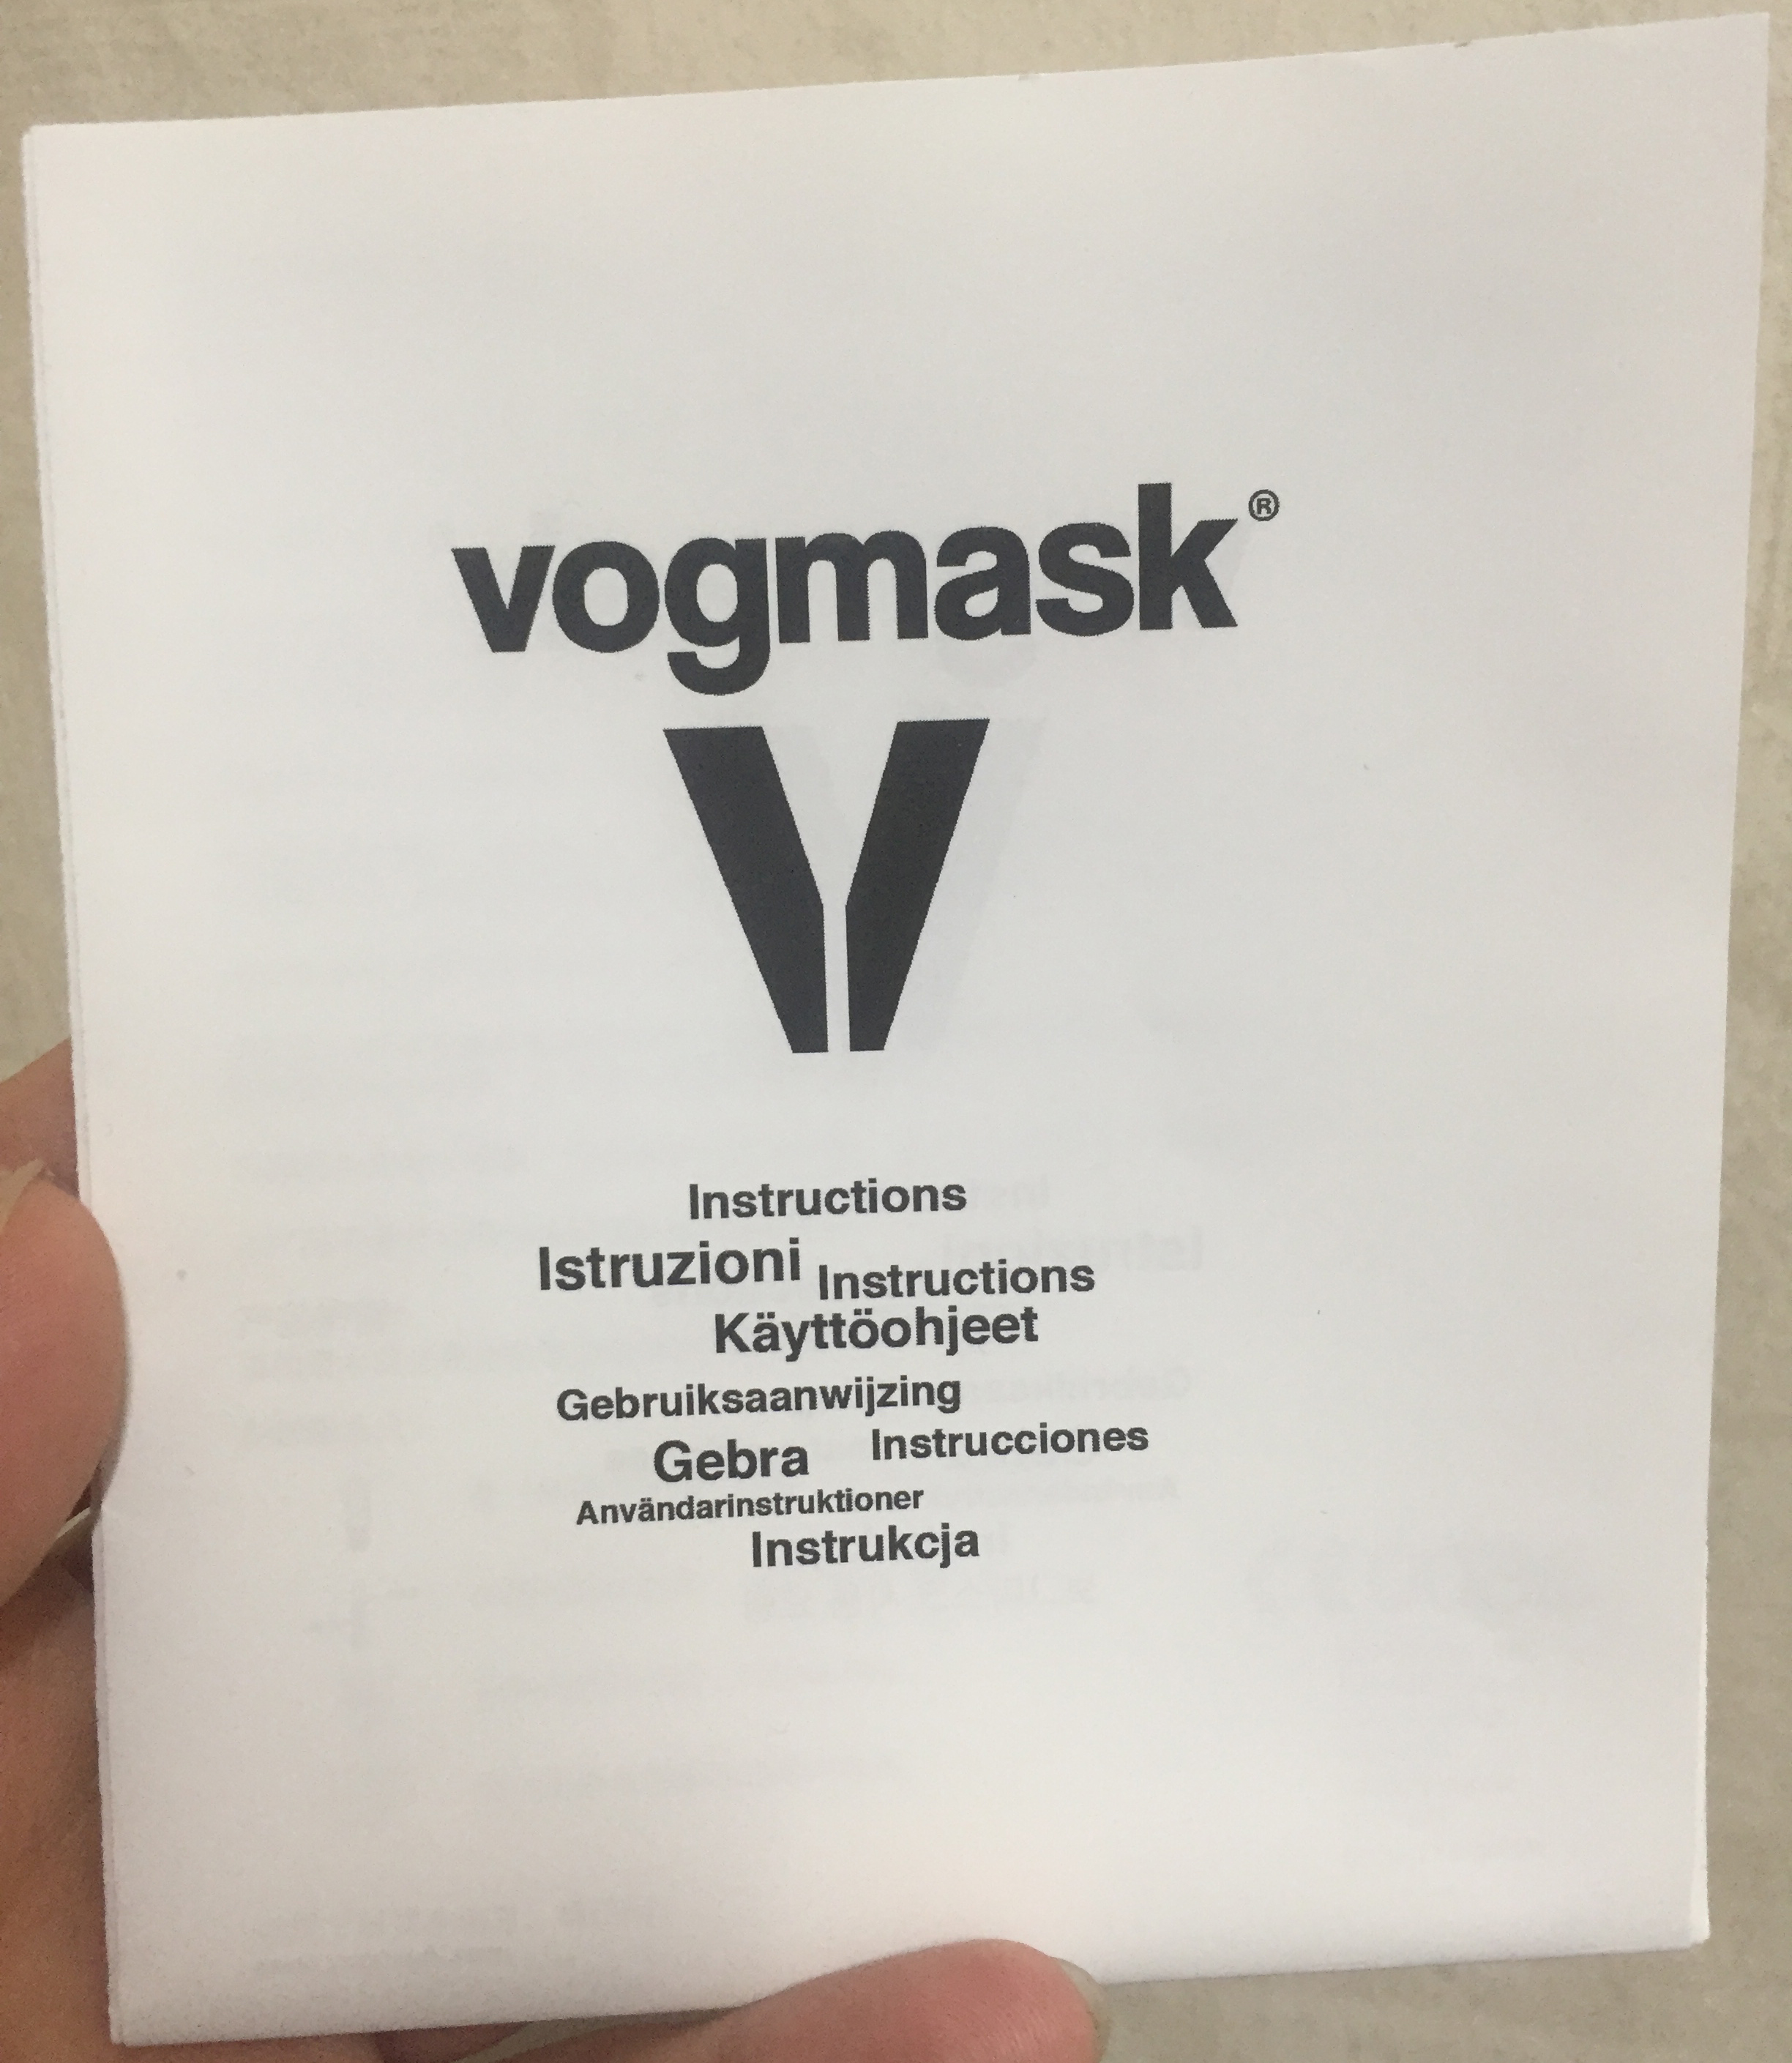 vogmask®
V
Instructions
Istruzioni
Instructions
Käyttöohjeet
Gebruiksaanwijzing
Gebra
Instrucciones
Användarinstruktioner
Instrukcja